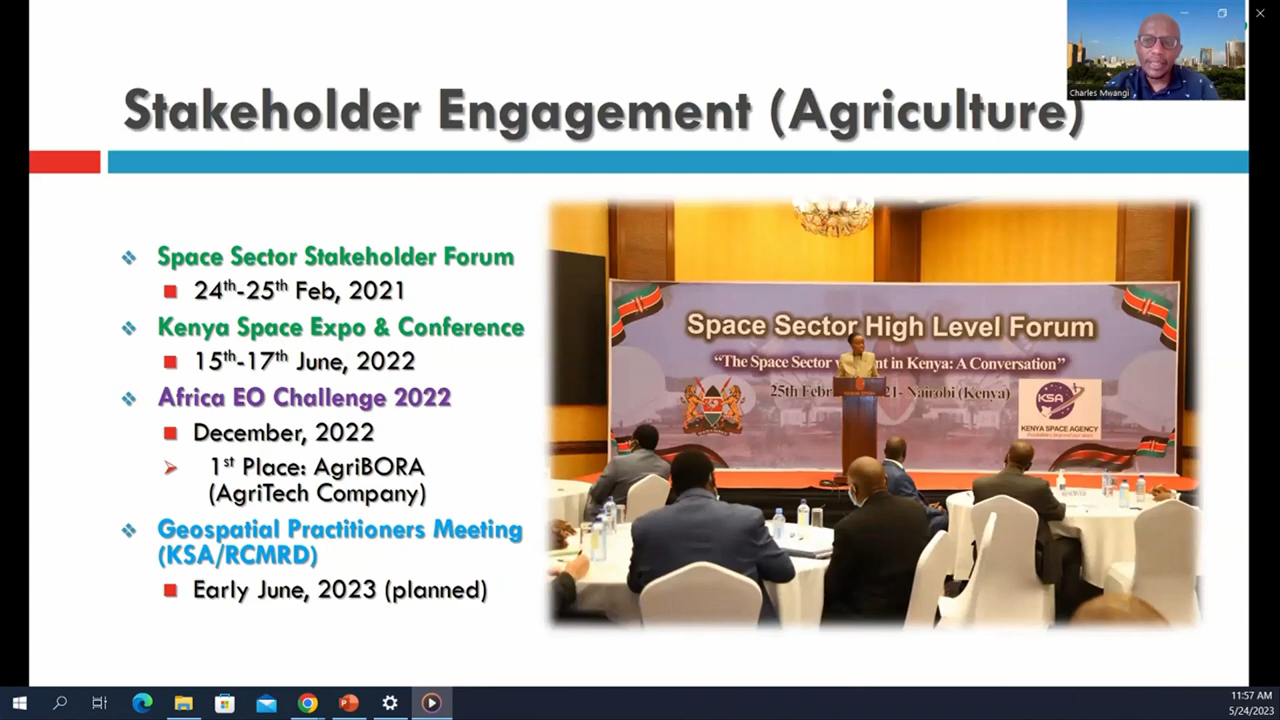 Charles Mwangi
Stakeholder Engagement (Agriculture)
Space Sector Stakeholder Forum
24th-25th Feb, 2021
Kenya Space Expo & Conference
15th-17th June, 2022
Africa EO Challenge 2022
December, 2022
1st Place: AgriBORA
(AgriTech Company)
Geospatial Practitioners Meeting
(KSA/RCMRD)
Early June, 2023 (planned)
Space Sector High Level Forum
"The Space Sector in Kenya: A Conversation"
25th 21- Nairobi (Kenya)
KSA
KENYA SPACE AGENCY
11:57 AM
5/24/2023